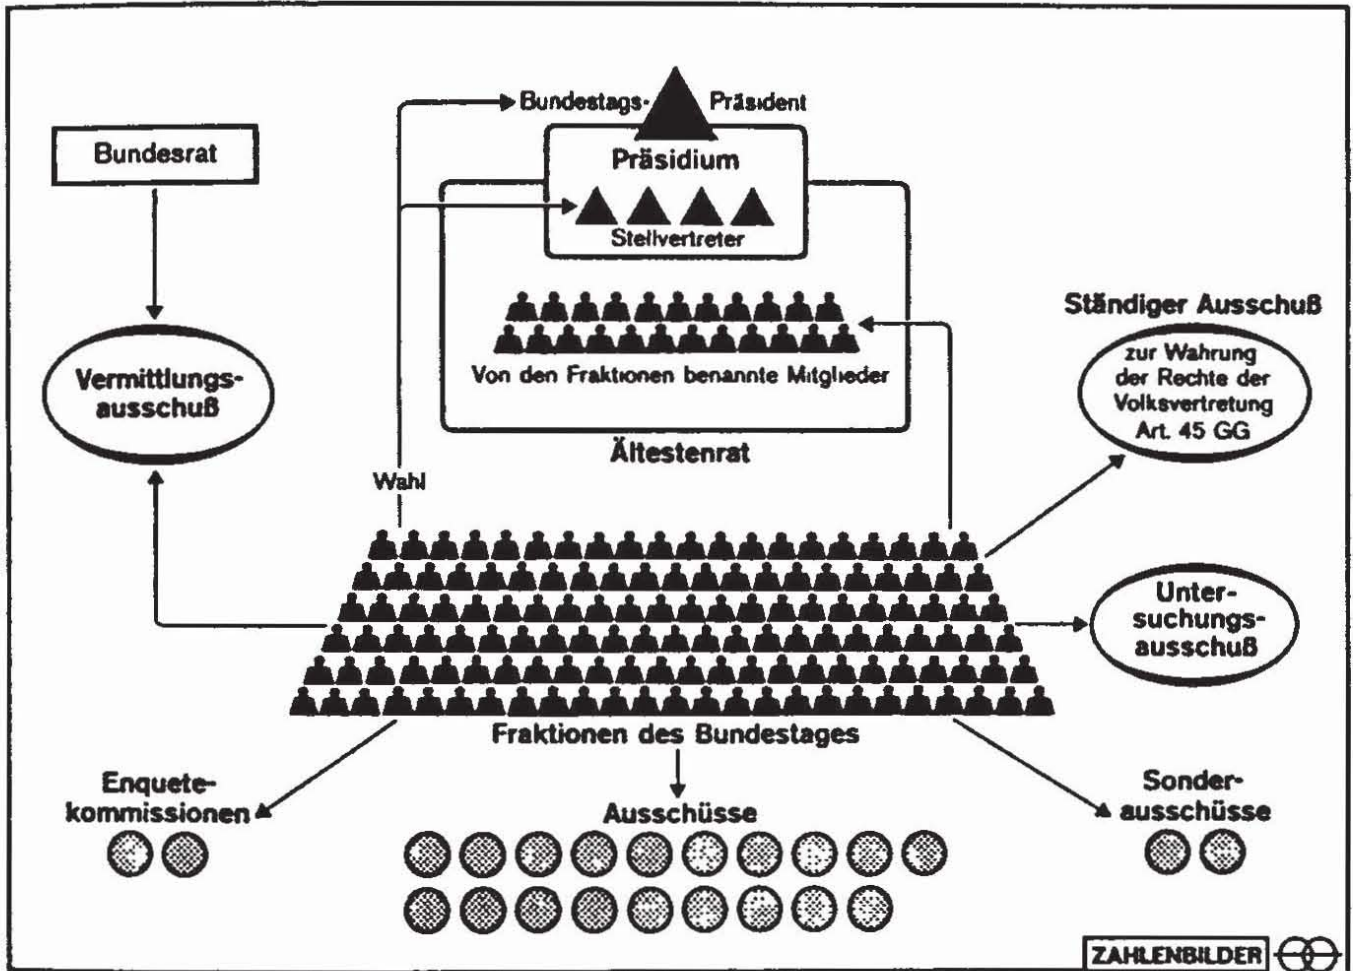 Bundestags- Präsident
Bundesrat
Präsidium
Stellvertreter
Von den Fraktionen benannte Mitglieder
Ältestenrat
Ständiger Ausschuß
zur Wahrung
der Rechte der
Volksvertretung
Art. 45 GG
Vermittlungs-
ausschuß
Wahl
Unter-
suchungs-
ausschuß
Fraktionen des Bundestages
Enquete-
kommissionen
Ausschüsse
Sonder-
ausschüsse
ZAHLENBILDER